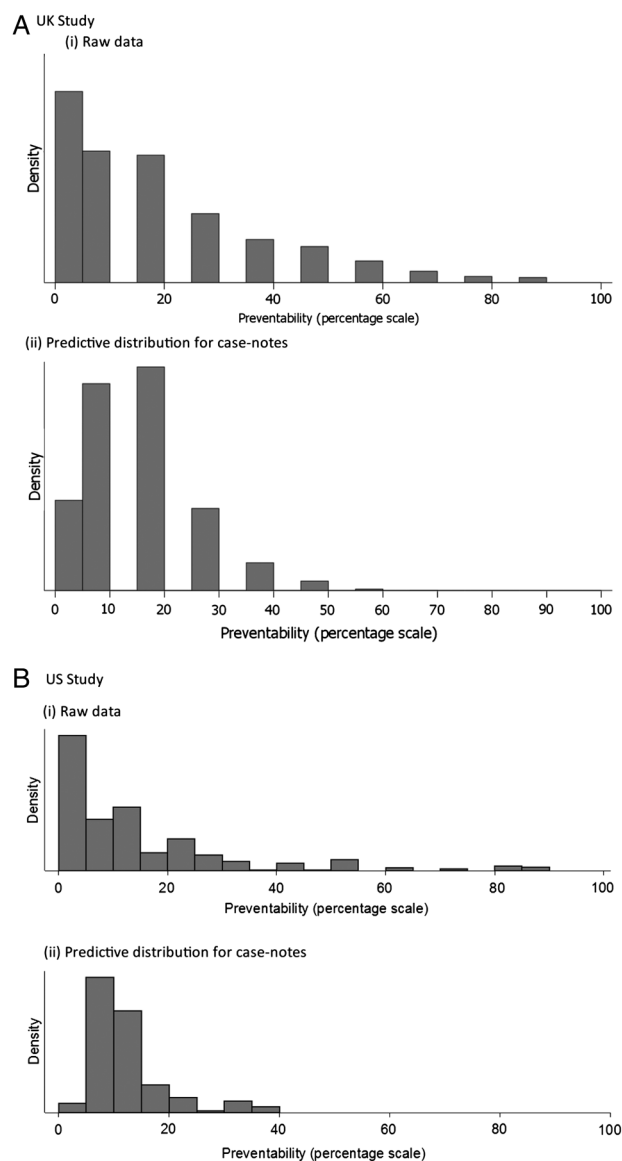 A UK Study
(i) Raw data
Density
0 20 40 60 80 100
Preventability (percentage scale)
(ii) Predictive distribution for case-notes
Density
0 10 20 30 40 50 60 70 80 90 100
Preventability (percentage scale)
B US Study
(i) Raw data
Density
0 20 40 60 80 100
Preventability (percentage scale)
(ii) Predictive distribution for case-notes
Density
0 20 40 60 80 100
Preventability (percentage scale)